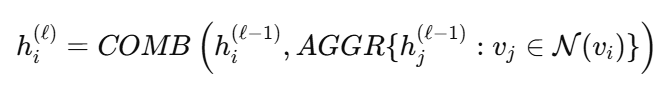 h_i^{(ℓ)} = COMB ( h_i^{(ℓ−1)}, AGGR{h_j^{(ℓ−1)} : v_j ∈ 𝒩(v_i)} )